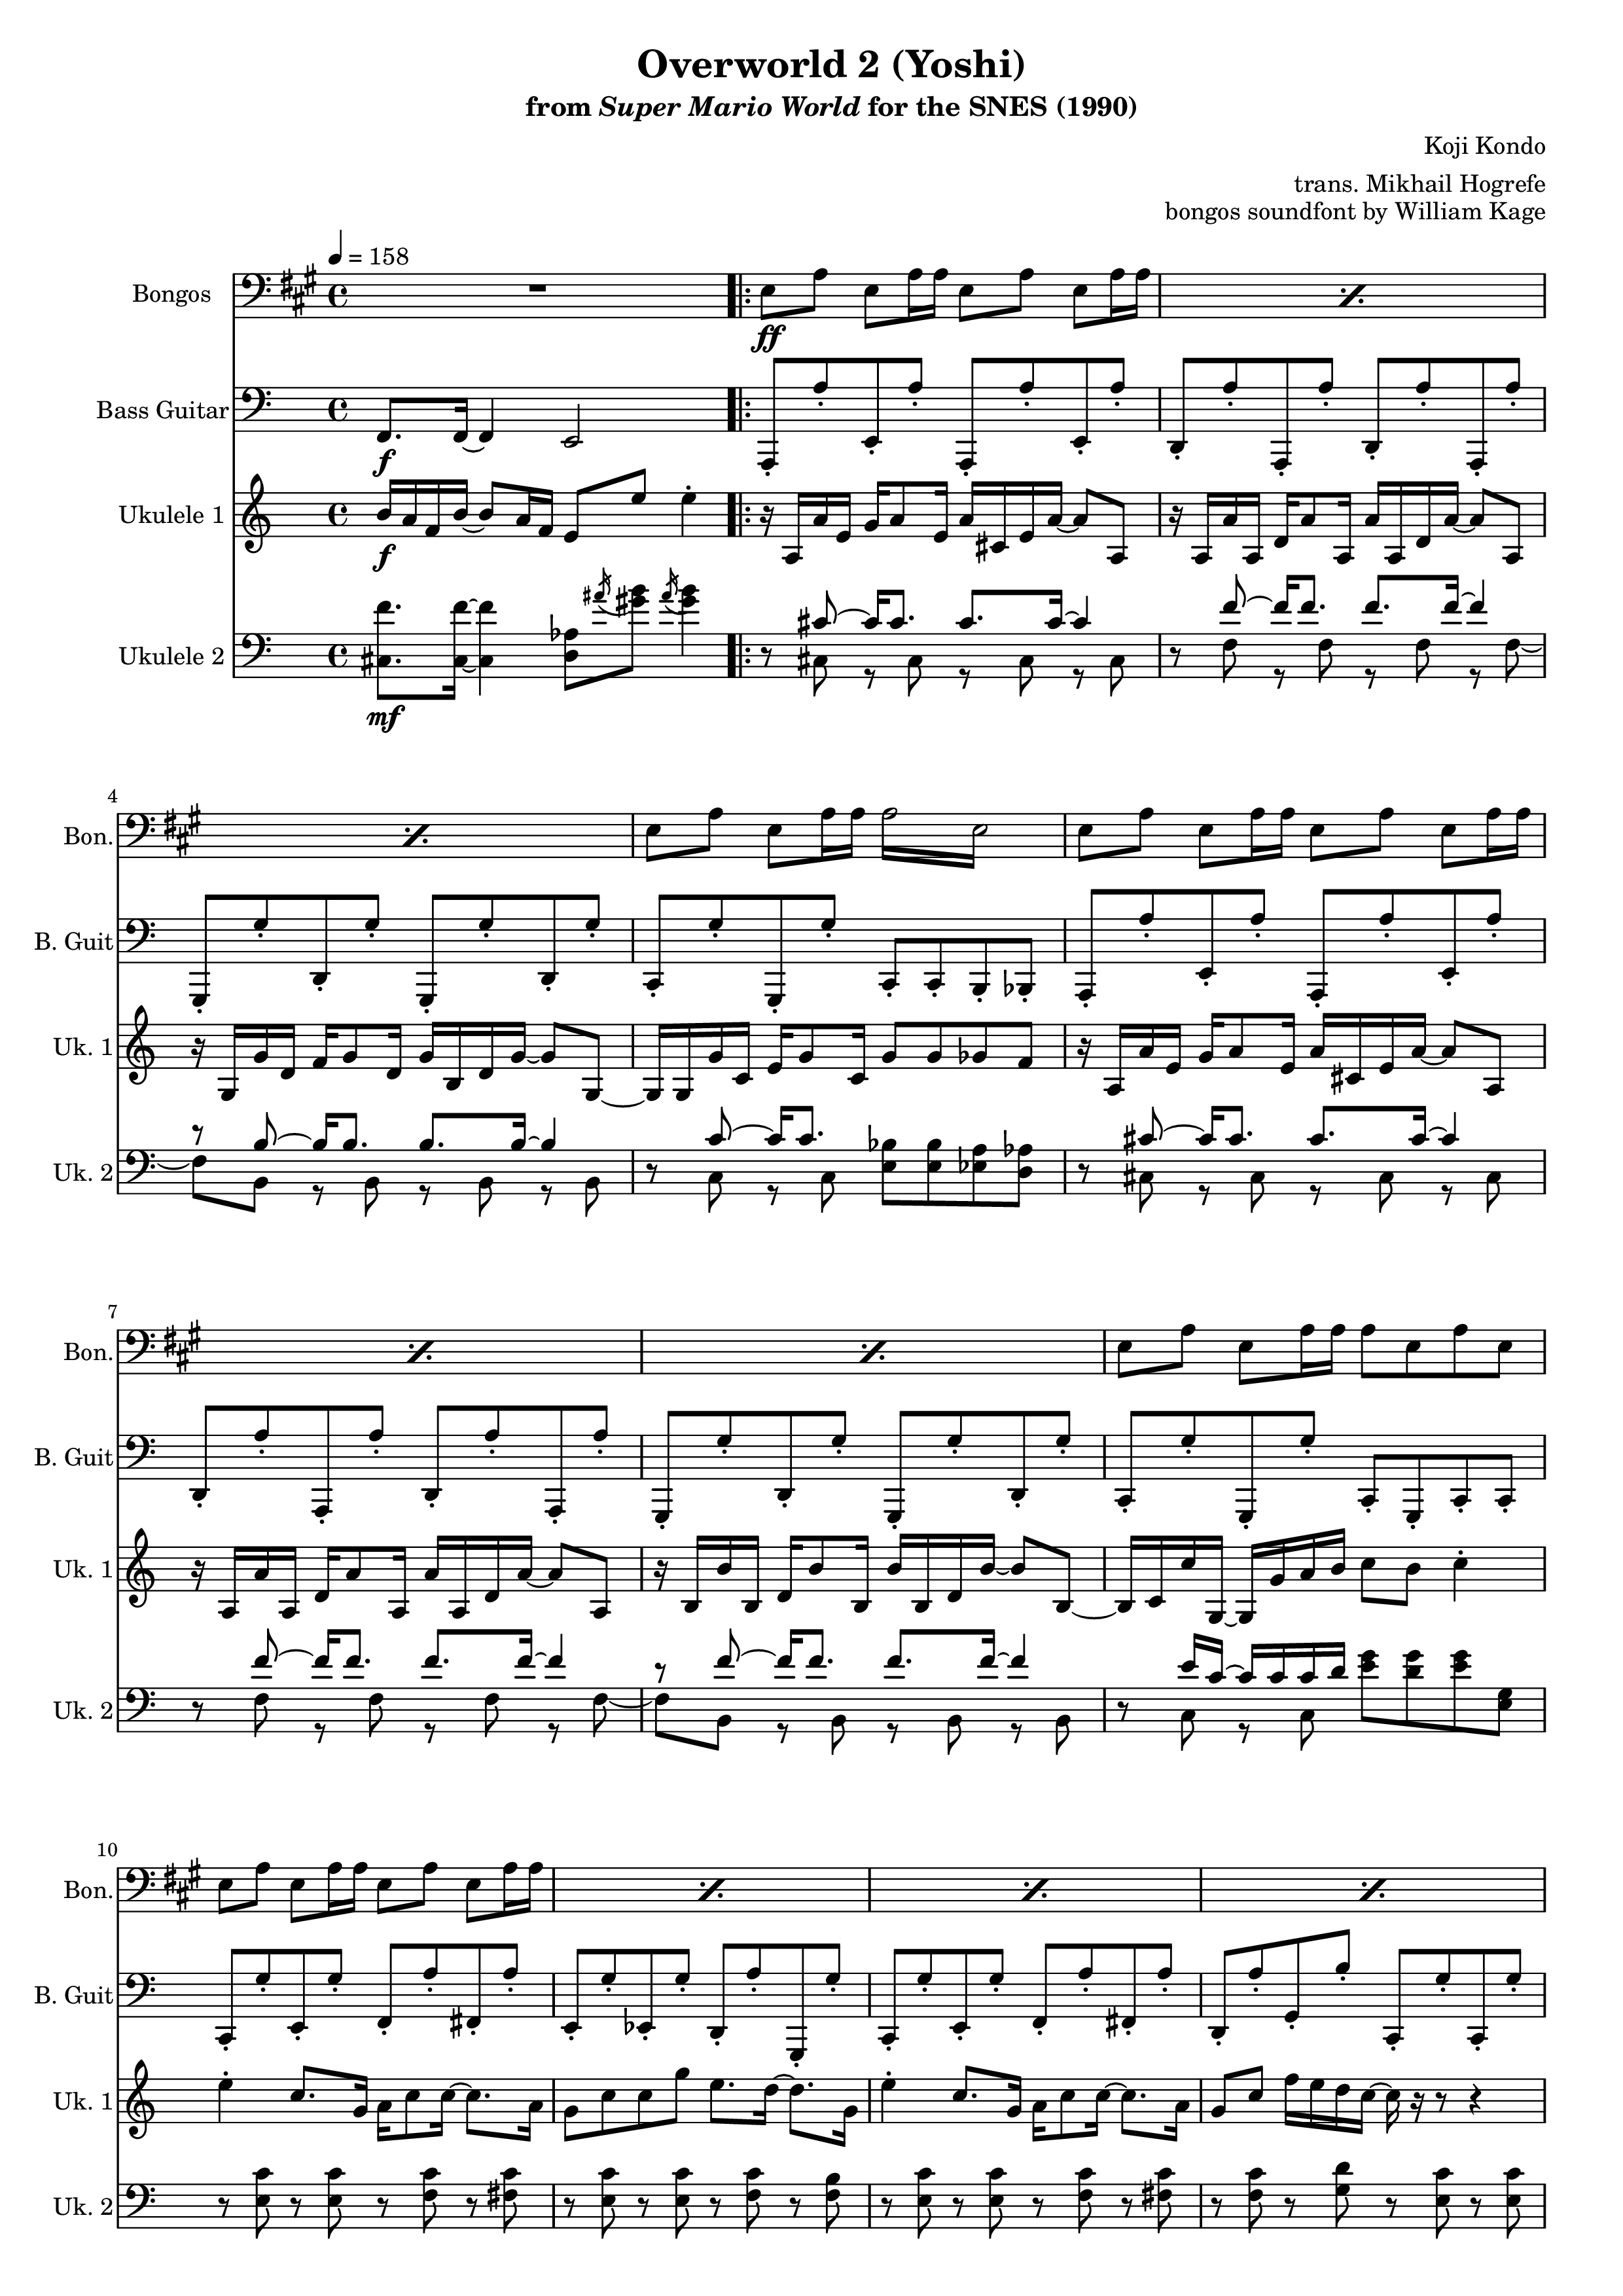 Overworld 2 (Yoshi)
from Super Mario World for the SNES (1990)
Koji Kondo
trans. Mikhail Hogrefe
bongos soundfont by William Kage
= 158
Bongos
ff
Bass Guitar
f
Ukulele 1
f
Ukulele 2
mf
4
Bon.
B. Guit
Uk. 1
Uk. 2
7
Bon.
B. Guit
Uk. 1
Uk. 2
10
Bon.
B. Guit
Uk. 1
Uk. 2